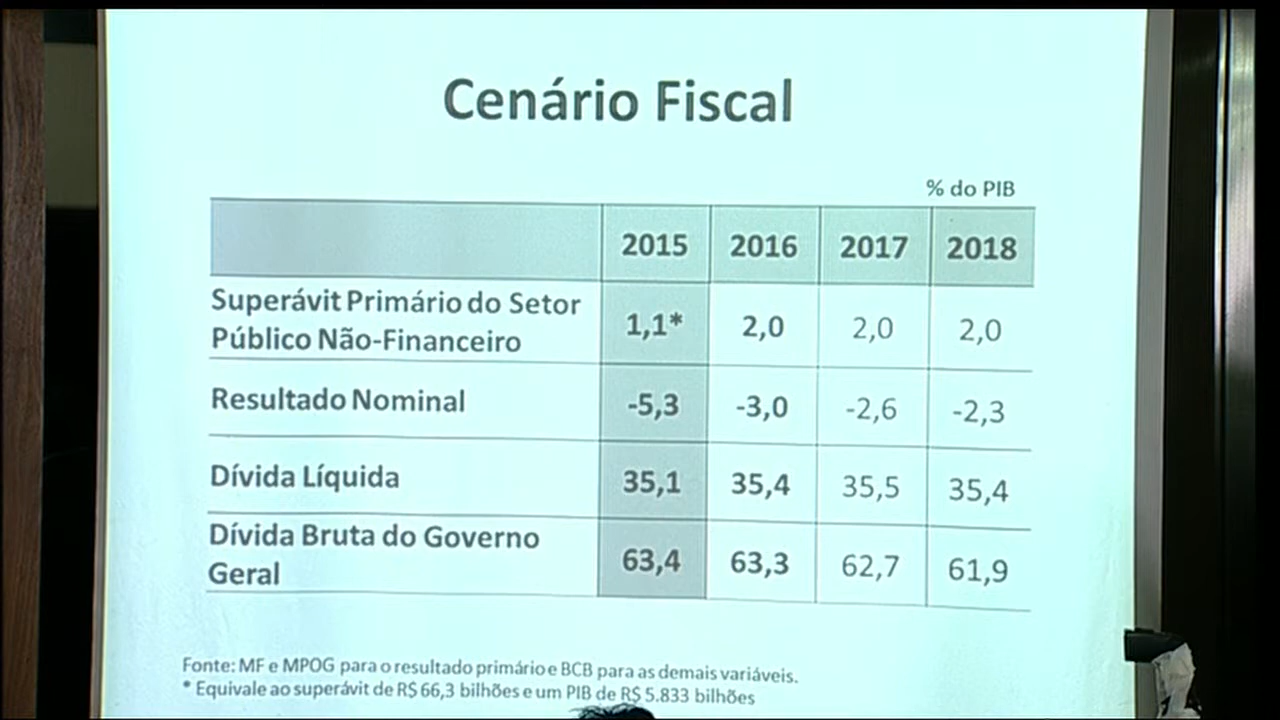 Cenário Fiscal
% do PIB
2015 2016 2017 2018
Superávit Primário do Setor
Público Não-Financeiro 1,1* 2,0 2,0 2,0
Resultado Nominal -5,3 -3,0 -2,6 -2,3
Dívida Líquida 35,1 35,4 35,5 35,4
Dívida Bruta do Governo
Geral 63,4 63,3 62,7 61,9
Fonte: MF e MPOG para o resultado primário e BCB para as demais variáveis.
* Equivale ao superávit de R$ 66,3 bilhões e um PIB de R$ 5.833 bilhões